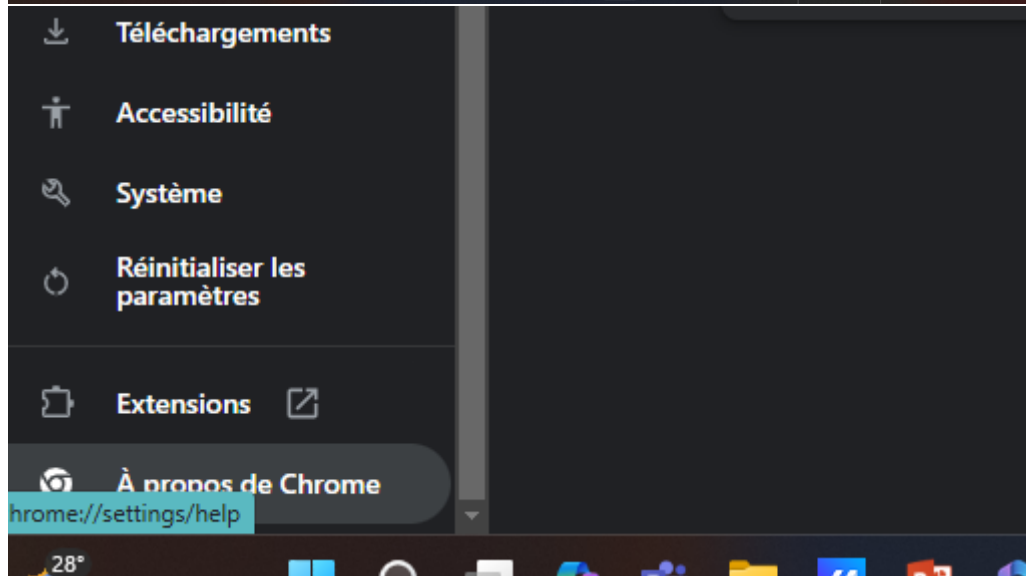 Téléchargements
Accessibilité
Système
Réinitialiser les
paramètres
Extensions
À propos de Chrome
hrome://settings/help
28°